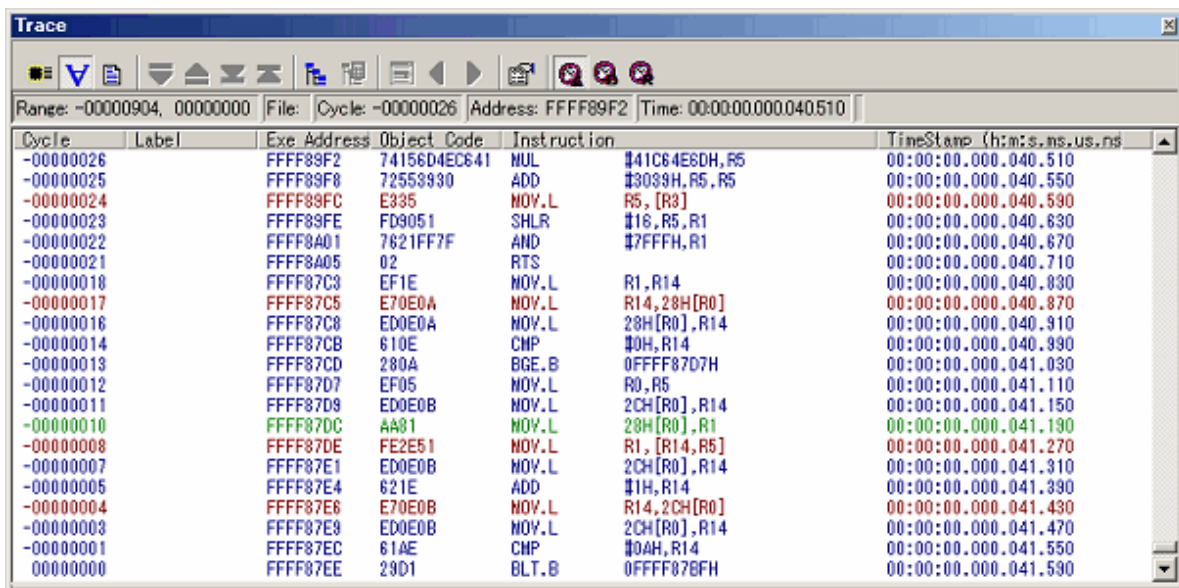 Trace
Range: -00000904, 00000000 File: Cycle: -00000026 Address: FFFF89F2 Time: 00:00:00.000.040.510
Cycle Label Exe Address Object Code Instruction TimeStamp (h:m:s.ms.us.ns
-00000026 FFFF89F2 74156D4EC641 MUL #41C64E6DH,R5 00:00:00.000.040.510
-00000025 FFFF89F8 72553930 ADD #3039H,R5,R5 00:00:00.000.040.550
-00000024 FFFF89FC E335 MOV.L R5,[R3] 00:00:00.000.040.590
-00000023 FFFF89FE FD9051 SHLR #16,R5,R1 00:00:00.000.040.630
-00000022 FFFF8A01 7621FF7F AND #7FFFH,R1 00:00:00.000.040.670
-00000021 FFFF8A05 02 RTS 00:00:00.000.040.710
-00000018 FFFF87C3 EF1E MOV.L R1,R14 00:00:00.000.040.830
-00000017 FFFF87C5 E70E0A MOV.L R14,28H[R0] 00:00:00.000.040.870
-00000016 FFFF87C8 ED0E0A MOV.L 28H[R0],R14 00:00:00.000.040.910
-00000014 FFFF87CB 610E CMP #0H,R14 00:00:00.000.040.990
-00000013 FFFF87CD 280A BGE.B 0FFFF87D7H 00:00:00.000.041.030
-00000012 FFFF87D7 EF05 MOV.L R0,R5 00:00:00.000.041.110
-00000011 FFFF87D9 ED0E0B MOV.L 2CH[R0],R14 00:00:00.000.041.150
-00000010 FFFF87DC AA81 MOV.L 28H[R0],R1 00:00:00.000.041.190
-00000008 FFFF87DE FE2E51 MOV.L R1,[R14,R5] 00:00:00.000.041.270
-00000007 FFFF87E1 ED0E0B MOV.L 2CH[R0],R14 00:00:00.000.041.310
-00000005 FFFF87E4 621E ADD #1H,R14 00:00:00.000.041.390
-00000004 FFFF87E6 E70E0B MOV.L R14,2CH[R0] 00:00:00.000.041.430
-00000003 FFFF87E9 ED0E0B MOV.L 2CH[R0],R14 00:00:00.000.041.470
-00000001 FFFF87EC 61AE CMP #0AH,R14 00:00:00.000.041.550
00000000 FFFF87EE 29D1 BLT.B 0FFFF87BFH 00:00:00.000.041.590